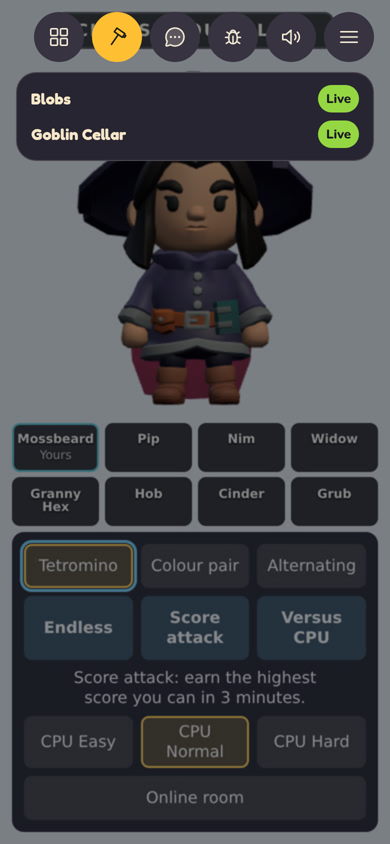 Blobs Live
Goblin Cellar Live
Mossbeard
Yours
Pip
Nim
Widow
Granny
Hex
Hob
Cinder
Grub
Tetromino
Colour pair
Alternating
Endless
Score
attack
Versus
CPU
Score attack: earn the highest
score you can in 3 minutes.
CPU Easy
CPU
Normal
CPU Hard
Online room